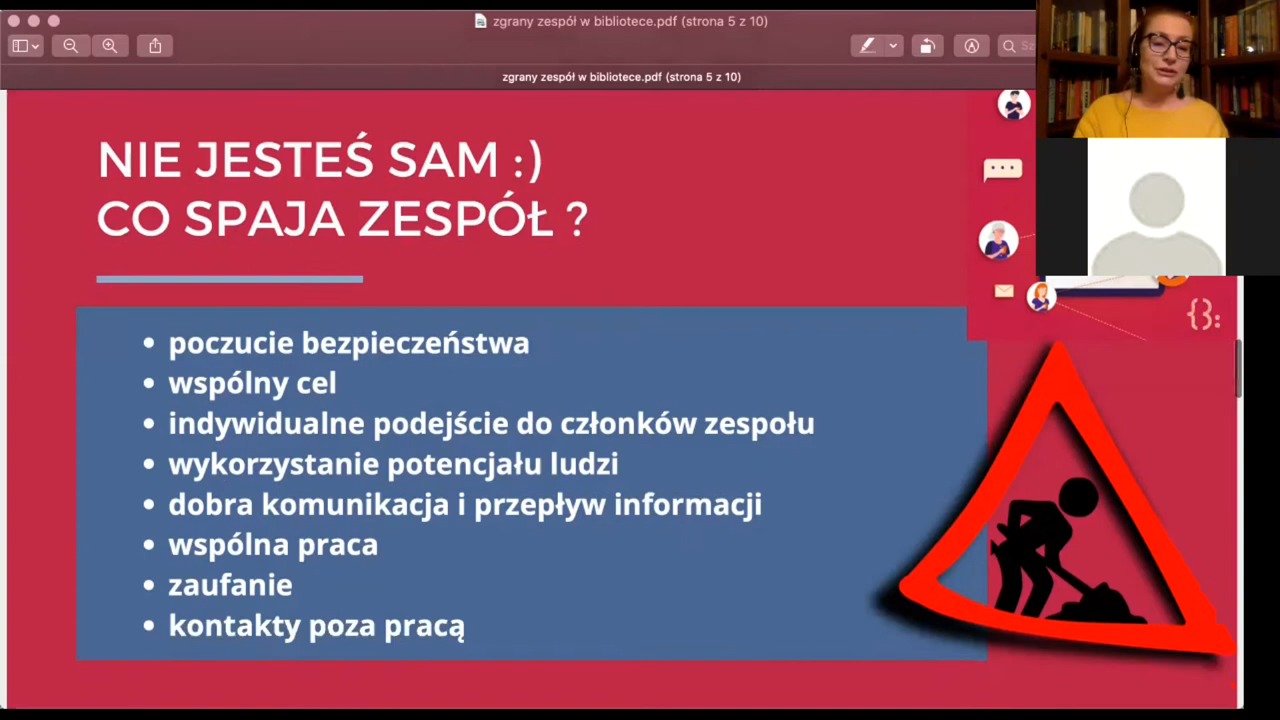 zgrany zespół w bibliotece.pdf (strona 5 z 10)
zgrany zespół w bibliotece.pdf (strona 5 z 10)
NIE JESTEŚ SAM :)
CO SPAJA ZESPÓŁ ?
{3:
• poczucie bezpieczeństwa
• wspólny cel
• indywidualne podejście do członków zespołu
• wykorzystanie potencjału ludzi
• dobra komunikacja i przepływ informacji
• wspólna praca
• zaufanie
• kontakty poza pracą